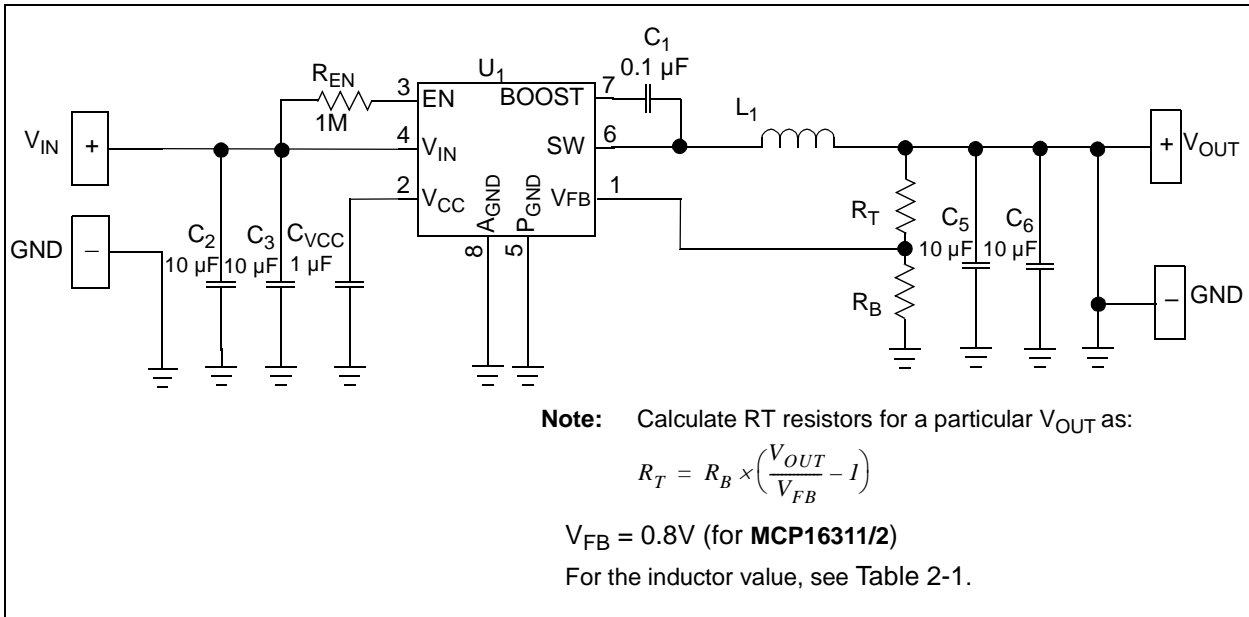 C1
0.1 µF
U1
REN
1M
3
EN
BOOST
7
L1
VIN
+
4
VIN
SW
6
+
VOUT
2
VCC
AGND
PGND
VFB
1
8
5
GND
–
C2
10 µF
C3
10 µF
CVCC
1 µF
RT
RB
C5
10 µF
C6
10 µF
–
GND
Note: Calculate RT resistors for a particular VOUT as:
RT = RB × (VOUT / VFB – 1)
VFB = 0.8V (for MCP16311/2)
For the inductor value, see Table 2-1.